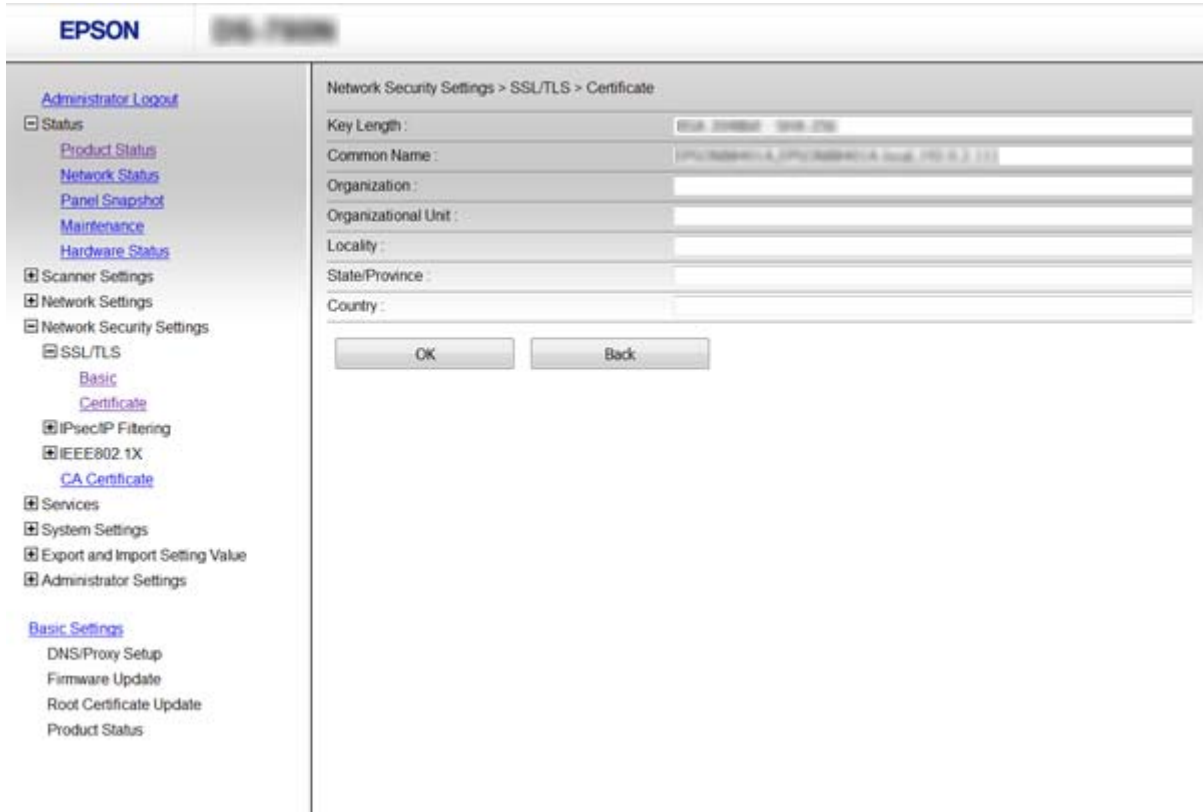 EPSON
Administrator Logout
Status
Product Status
Network Status
Panel Snapshot
Maintenance
Hardware Status
Scanner Settings
Network Settings
Network Security Settings
SSL/TLS
Basic
Certificate
IPsec/IP Filtering
IEEE802.1X
CA Certificate
Services
System Settings
Export and Import Setting Value
Administrator Settings
Basic Settings
DNS/Proxy Setup
Firmware Update
Root Certificate Update
Product Status
Network Security Settings > SSL/TLS > Certificate
Key Length :
Common Name :
Organization :
Organizational Unit :
Locality :
State/Province :
Country :
OK Back